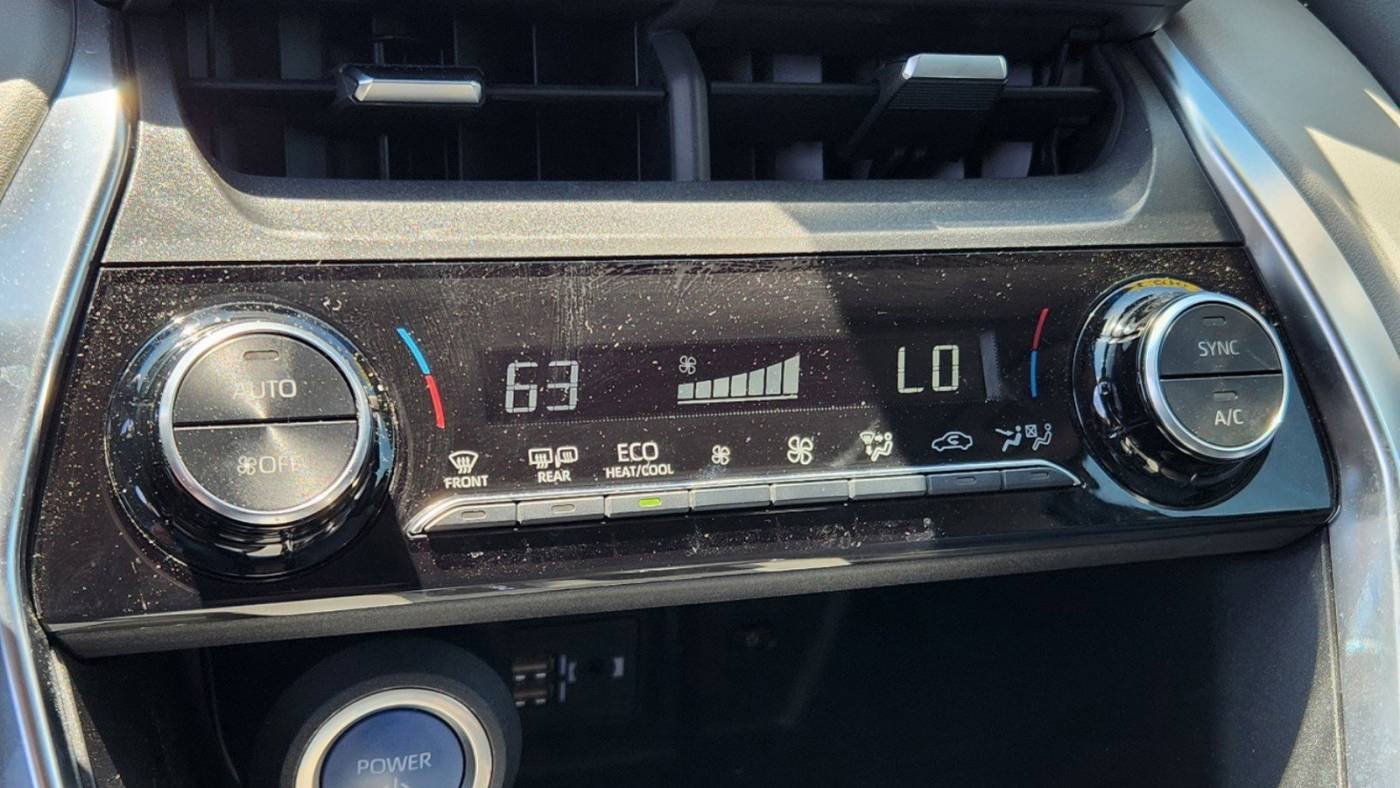 63
LO
AUTO
OFF
SYNC
A/C
FRONT
REAR
ECO
HEAT/COOL
POWER